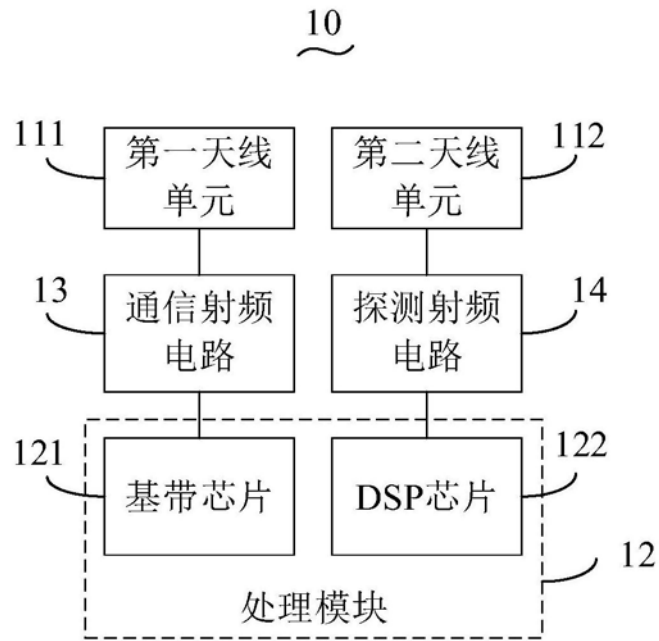 10
111
第一天线
单元
第二天线
单元
112
13
通信射频
电路
探测射频
电路
14
121
基带芯片
DSP芯片
122
处理模块
12